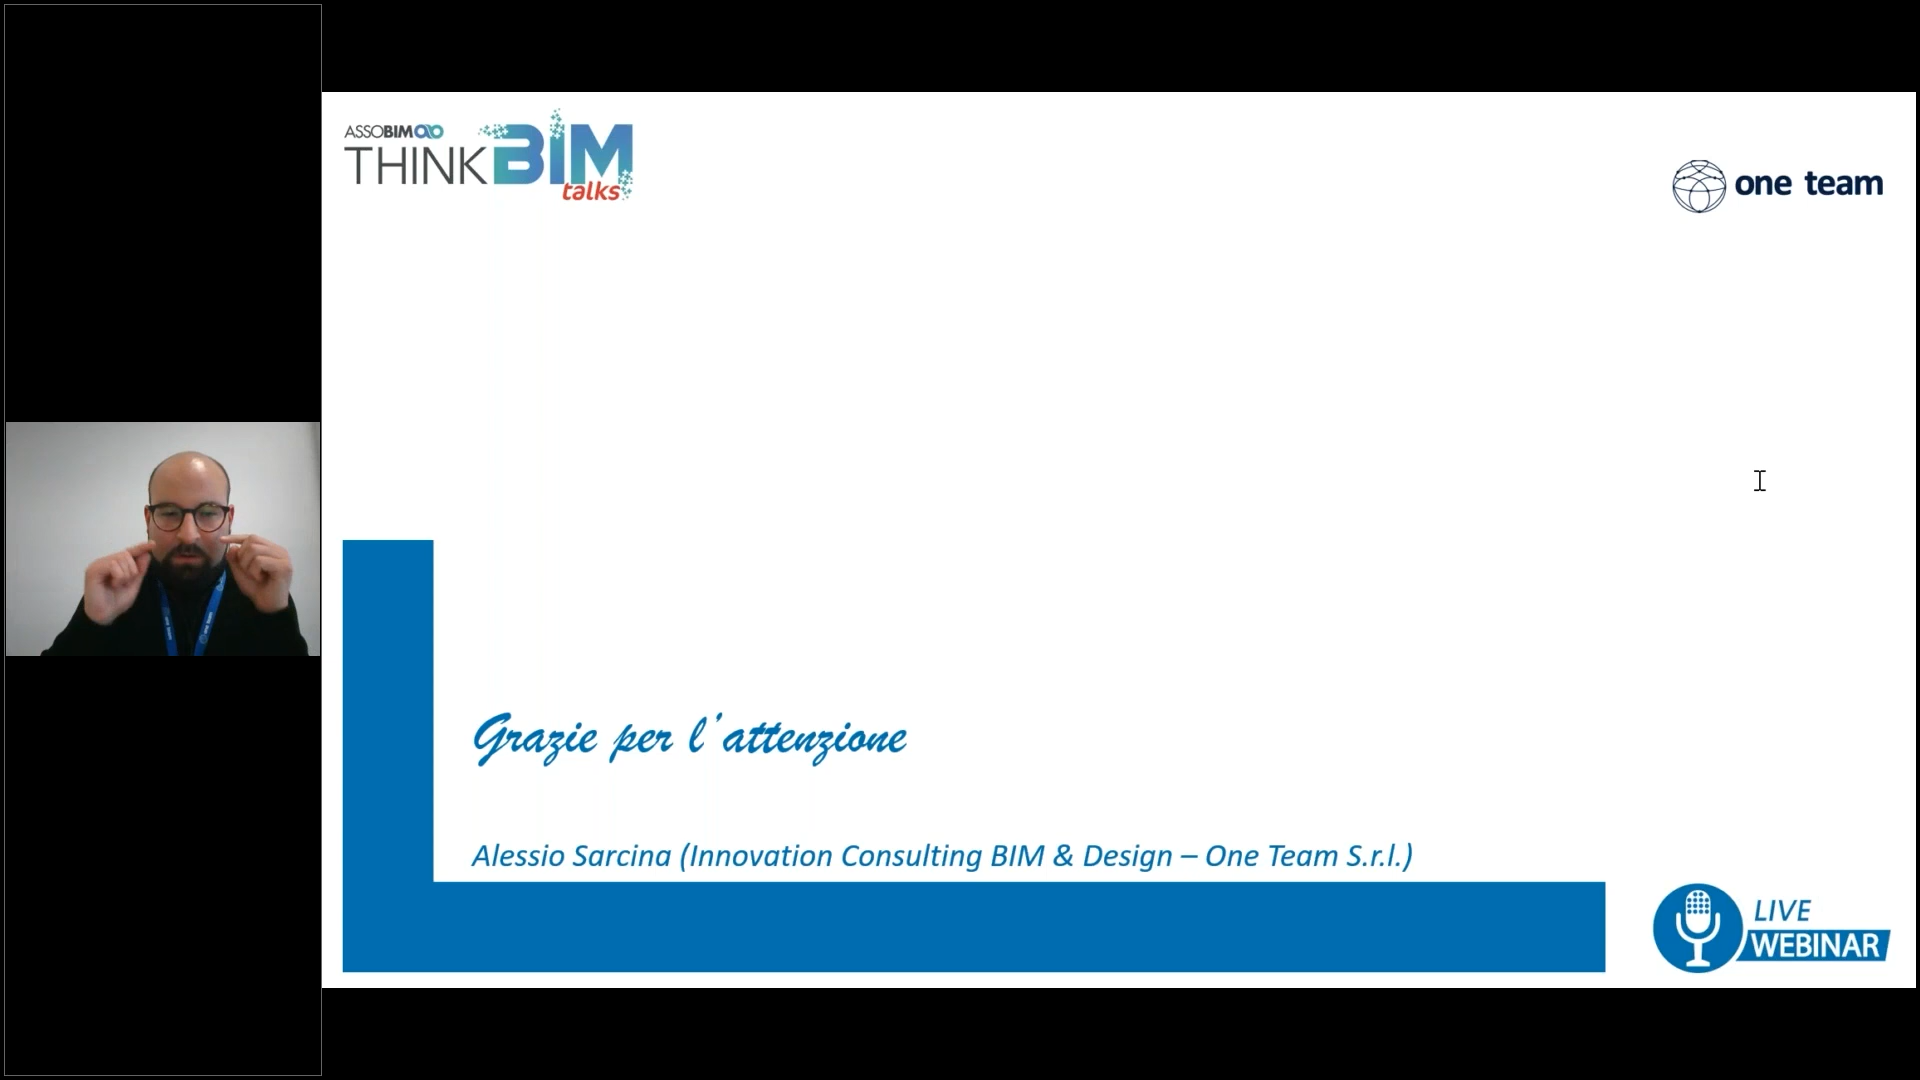 ASSOBIM
THINK BIM
talks
one team
Grazie per l'attenzione
Alessio Sarcina (Innovation Consulting BIM & Design – One Team S.r.l.)
LIVE
WEBINAR